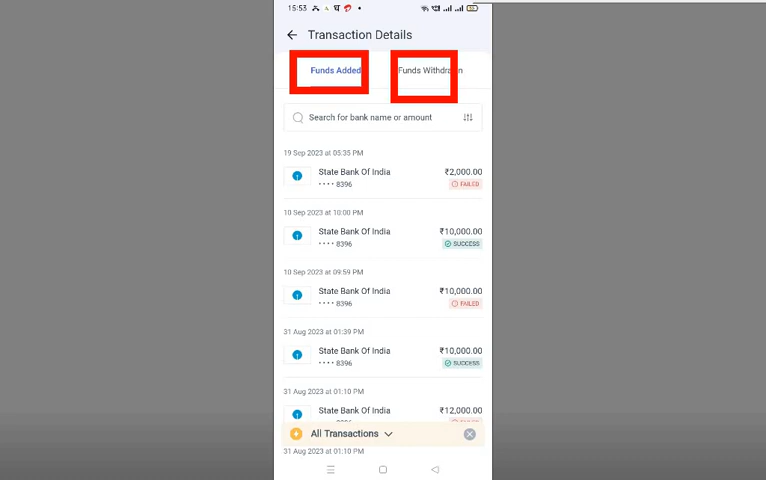 15:53
Transaction Details
Funds Added
Funds Withdrawn
Search for bank name or amount
19 Sep 2023 at 05:35 PM
State Bank Of India ₹2,000.00
•••• 8396 FAILED
10 Sep 2023 at 10:00 PM
State Bank Of India ₹10,000.00
•••• 8396 SUCCESS
10 Sep 2023 at 09:59 PM
State Bank Of India ₹10,000.00
•••• 8396 FAILED
31 Aug 2023 at 01:39 PM
State Bank Of India ₹10,000.00
•••• 8396 SUCCESS
31 Aug 2023 at 01:10 PM
State Bank Of India ₹12,000.00
All Transactions
31 Aug 2023 at 01:10 PM